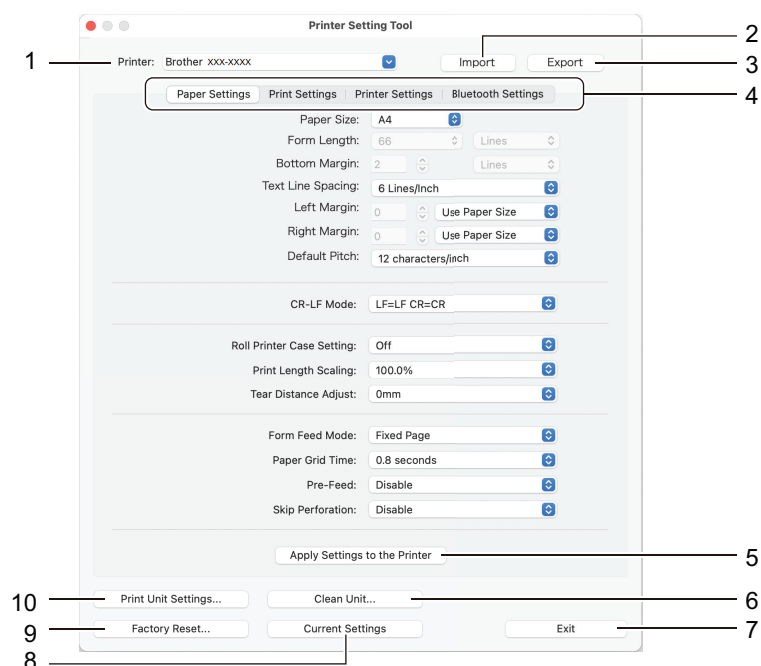 Printer Setting Tool
1 Printer: Brother XXX-XXXX Import Export 2 3
Paper Settings Print Settings Printer Settings Bluetooth Settings 4
Paper Size: A4
Form Length: 66 Lines
Bottom Margin: 2 Lines
Text Line Spacing: 6 Lines/Inch
Left Margin: 0 Use Paper Size
Right Margin: 0 Use Paper Size
Default Pitch: 12 characters/inch
CR-LF Mode: LF=LF CR=CR
Roll Printer Case Setting: Off
Print Length Scaling: 100.0%
Tear Distance Adjust: 0mm
Form Feed Mode: Fixed Page
Paper Grid Time: 0.8 seconds
Pre-Feed: Disable
Skip Perforation: Disable
Apply Settings to the Printer 5
10 Print Unit Settings... Clean Unit... 6
9 Factory Reset... Current Settings Exit 7
8